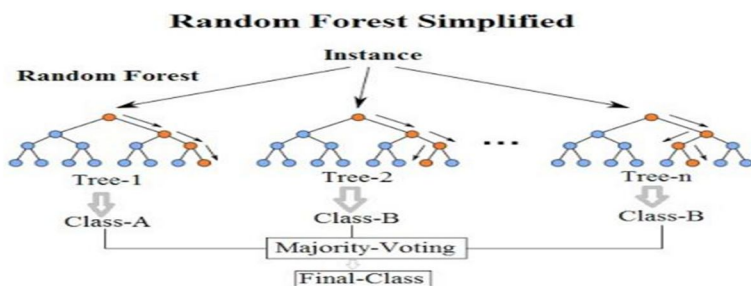 Random Forest Simplified
Instance
Random Forest
...
Tree-1 Tree-2 Tree-n
Class-A Class-B Class-B
Majority-Voting
Final-Class